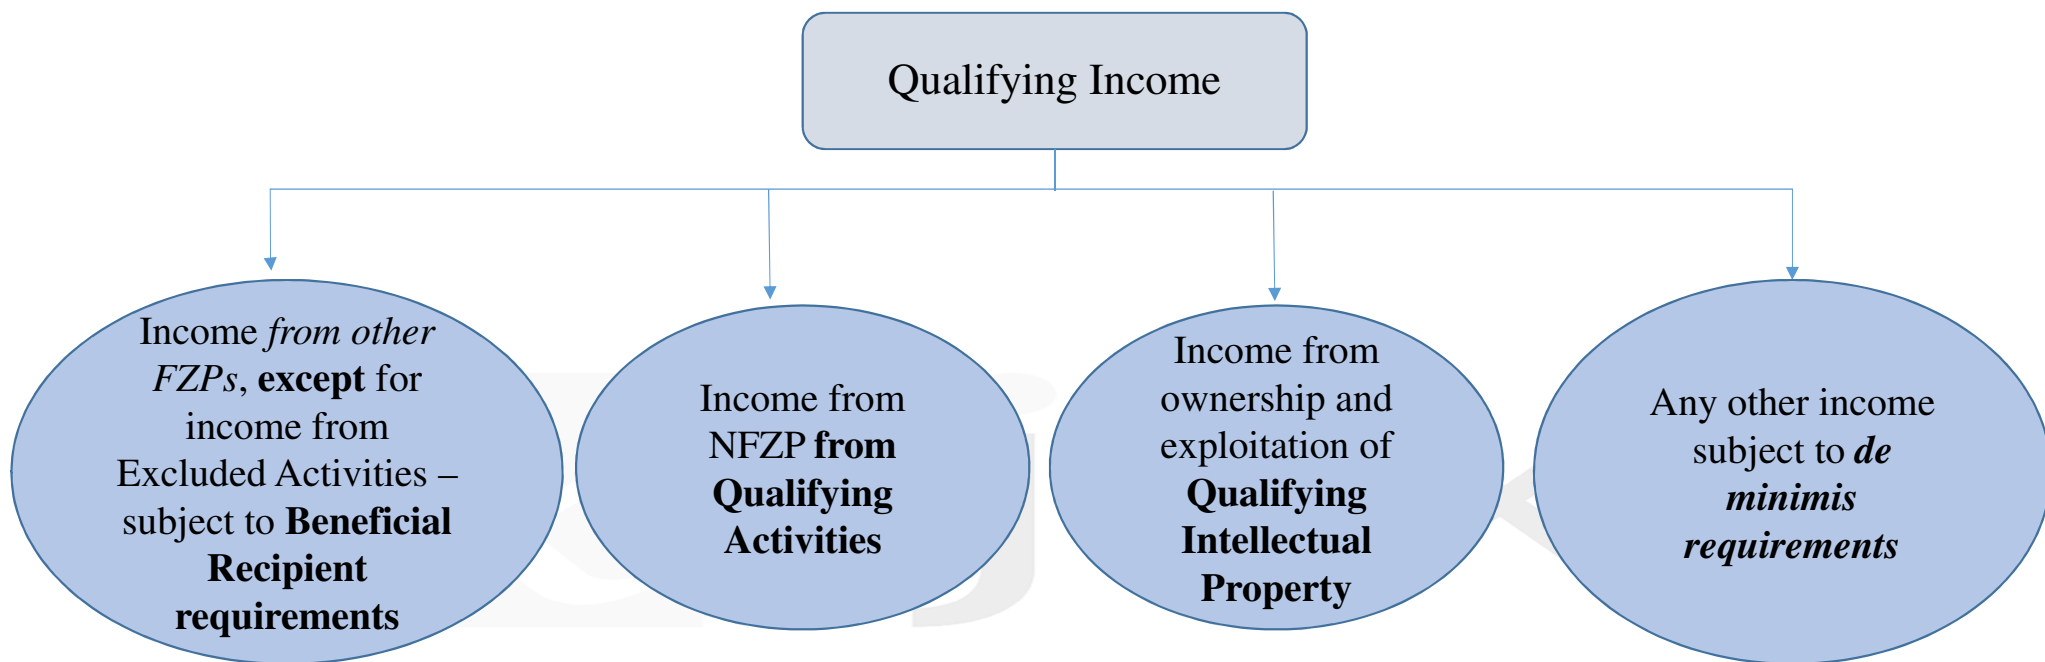 Qualifying Income
Income from other
FZPs, except for
income from
Excluded Activities –
subject to Beneficial
Recipient
requirements
Income from
NFZP from
Qualifying
Activities
Income from
ownership and
exploitation of
Qualifying
Intellectual
Property
Any other income
subject to de
minimis
requirements